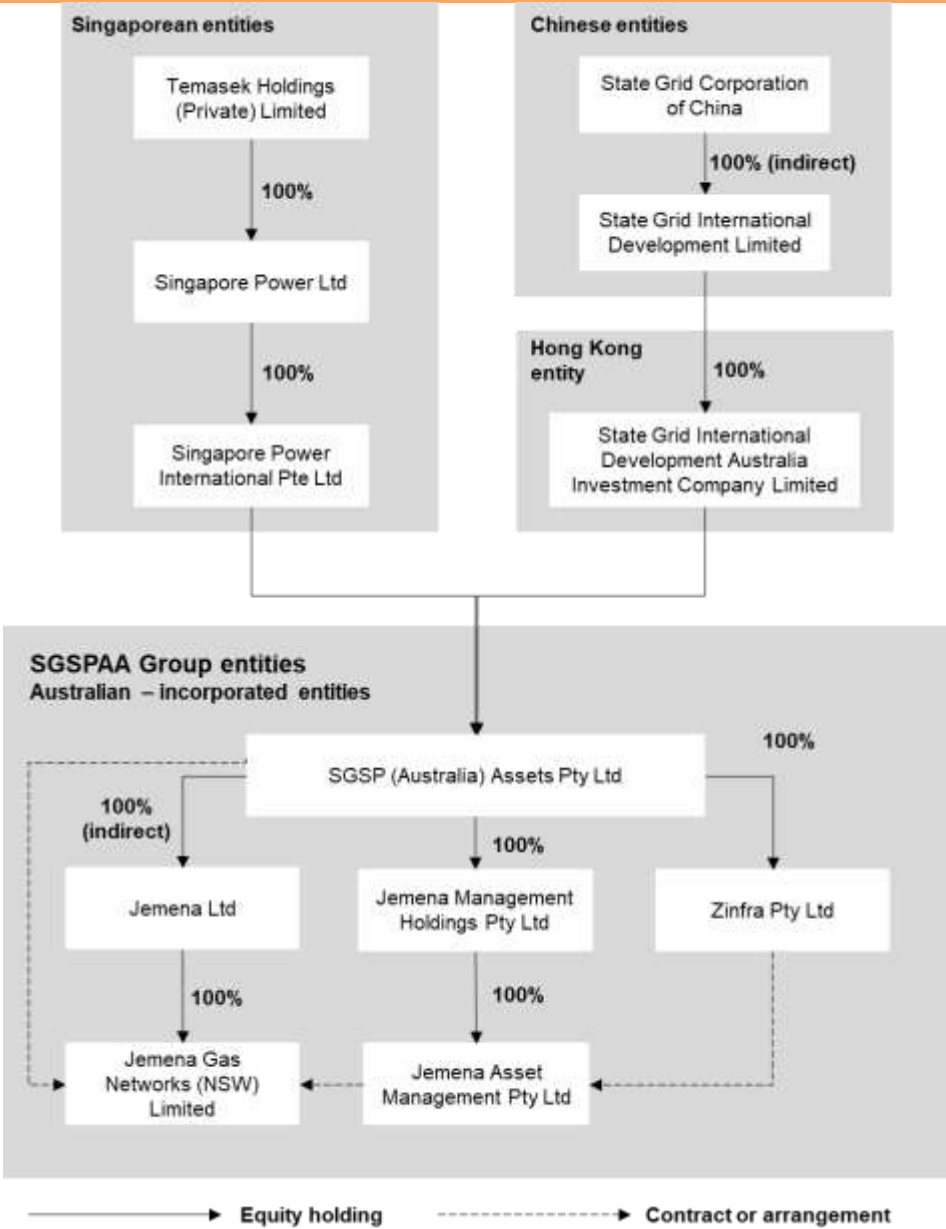 Singaporean entities
Temasek Holdings
(Private) Limited
100%
Singapore Power Ltd
100%
Singapore Power
International Pte Ltd
Chinese entities
State Grid Corporation
of China
100% (indirect)
State Grid International
Development Limited
Hong Kong
entity
100%
State Grid International
Development Australia
Investment Company Limited
SGSPAA Group entities
Australian – incorporated entities
SGSP (Australia) Assets Pty Ltd
100%
100%
(indirect)
100%
Jemena Ltd
Jemena Management
Holdings Pty Ltd
Zinfra Pty Ltd
100%
100%
Jemena Gas
Networks (NSW)
Limited
Jemena Asset
Management Pty Ltd
Equity holding
Contract or arrangement